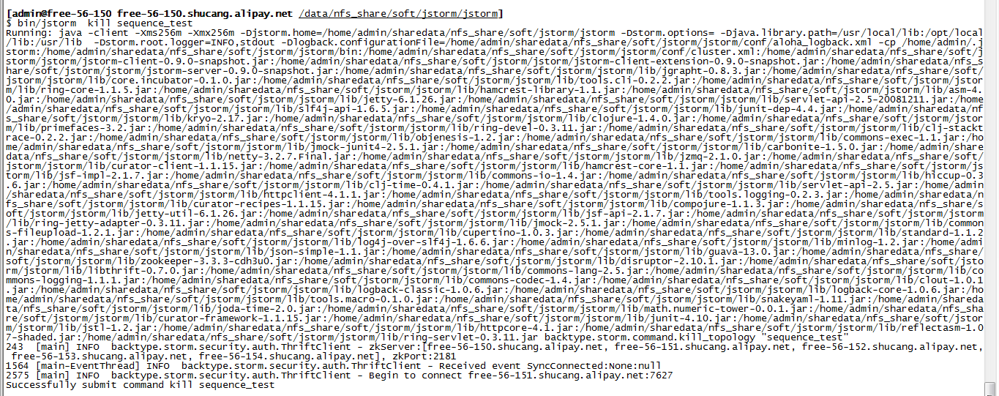 [admin@free-56-150 free-56-150.shucang.alipay.net /data/nfs_share/soft/jstorm/jstorm]
$ bin/jstorm  kill sequence_test
Running: java -client -Xms256m -Xmx256m -Djstorm.home=/home/admin/sharedata/nfs_share/soft/jstorm/jstorm -Dstorm.options= -Djava.library.path=/usr/local/lib:/opt/local
/lib:/usr/lib  -Dstorm.root.logger=INFO,stdout -Dlogback.configurationFile=/home/admin/sharedata/nfs_share/soft/jstorm/jstorm/conf/aloha_logback.xml -cp /home/admin/.j
storm:/home/admin/sharedata/nfs_share/soft/jstorm/jstorm/bin:/home/admin/sharedata/nfs_share/soft/jstorm/jstorm/conf/cluster.xml:/home/admin/sharedata/nfs_share/soft/j
storm/jstorm/jstorm-client-0.9.0-snapshot.jar:/home/admin/sharedata/nfs_share/soft/jstorm/jstorm/jstorm-client-extension-0.9.0-snapshot.jar:/home/admin/sharedata/nfs_s
hare/soft/jstorm/jstorm/jstorm-server-0.9.0-snapshot.jar:/home/admin/sharedata/nfs_share/soft/jstorm/jstorm/lib/jgrapht-0.8.3.jar:/home/admin/sharedata/nfs_share/soft/
jstorm/jstorm/lib/core.incubator-0.1.0.jar:/home/admin/sharedata/nfs_share/soft/jstorm/jstorm/lib/tools.cli-0.2.2.jar:/home/admin/sharedata/nfs_share/soft/jstorm/jstor
m/lib/ring-core-1.1.5.jar:/home/admin/sharedata/nfs_share/soft/jstorm/jstorm/lib/hamcrest-library-1.1.jar:/home/admin/sharedata/nfs_share/soft/jstorm/jstorm/lib/asm-4.
0.jar:/home/admin/sharedata/nfs_share/soft/jstorm/jstorm/lib/jetty-6.1.26.jar:/home/admin/sharedata/nfs_share/soft/jstorm/jstorm/lib/servlet-api-2.5-20081211.jar:/home
/admin/sharedata/nfs_share/soft/jstorm/jstorm/lib/slf4j-api-1.6.5.jar:/home/admin/sharedata/nfs_share/soft/jstorm/jstorm/lib/junit-dep-4.4.jar:/home/admin/sharedata/nf
s_share/soft/jstorm/jstorm/lib/kryo-2.17.jar:/home/admin/sharedata/nfs_share/soft/jstorm/jstorm/lib/clojure-1.4.0.jar:/home/admin/sharedata/nfs_share/soft/jstorm/jstor
m/lib/primefaces-3.2.jar:/home/admin/sharedata/nfs_share/soft/jstorm/jstorm/lib/ring-devel-0.3.11.jar:/home/admin/sharedata/nfs_share/soft/jstorm/jstorm/lib/clj-stackt
race-0.2.2.jar:/home/admin/sharedata/nfs_share/soft/jstorm/jstorm/lib/objenesis-1.2.jar:/home/admin/sharedata/nfs_share/soft/jstorm/jstorm/lib/commons-exec-1.1.jar:/ho
me/admin/sharedata/nfs_share/soft/jstorm/jstorm/lib/jmock-junit4-2.5.1.jar:/home/admin/sharedata/nfs_share/soft/jstorm/jstorm/lib/carbonite-1.5.0.jar:/home/admin/share
data/nfs_share/soft/jstorm/jstorm/lib/netty-3.2.7.Final.jar:/home/admin/sharedata/nfs_share/soft/jstorm/jstorm/lib/jzmq-2.1.0.jar:/home/admin/sharedata/nfs_share/soft/
jstorm/jstorm/lib/curator-client-1.1.15.jar:/home/admin/sharedata/nfs_share/soft/jstorm/jstorm/lib/hamcrest-core-1.1.jar:/home/admin/sharedata/nfs_share/soft/jstorm/js
torm/lib/jsf-impl-2.1.7.jar:/home/admin/sharedata/nfs_share/soft/jstorm/jstorm/lib/commons-io-1.4.jar:/home/admin/sharedata/nfs_share/soft/jstorm/jstorm/lib/hiccup-0.3
.6.jar:/home/admin/sharedata/nfs_share/soft/jstorm/jstorm/lib/clj-time-0.4.1.jar:/home/admin/sharedata/nfs_share/soft/jstorm/jstorm/lib/servlet-api-2.5.jar:/home/admin
/sharedata/nfs_share/soft/jstorm/jstorm/lib/httpclient-4.1.1.jar:/home/admin/sharedata/nfs_share/soft/jstorm/jstorm/lib/tools.logging-0.2.3.jar:/home/admin/sharedata/n
fs_share/soft/jstorm/jstorm/lib/curator-recipes-1.1.15.jar:/home/admin/sharedata/nfs_share/soft/jstorm/jstorm/lib/compojure-1.1.3.jar:/home/admin/sharedata/nfs_share/s
oft/jstorm/jstorm/lib/jetty-util-6.1.26.jar:/home/admin/sharedata/nfs_share/soft/jstorm/jstorm/lib/jsf-api-2.1.7.jar:/home/admin/sharedata/nfs_share/soft/jstorm/jstorm
/lib/ring-jetty-adapter-0.3.11.jar:/home/admin/sharedata/nfs_share/soft/jstorm/jstorm/lib/jmock-2.5.1.jar:/home/admin/sharedata/nfs_share/soft/jstorm/jstorm/lib/common
s-fileupload-1.2.1.jar:/home/admin/sharedata/nfs_share/soft/jstorm/jstorm/lib/cupertino-1.0.3.jar:/home/admin/sharedata/nfs_share/soft/jstorm/jstorm/lib/standard-1.1.2
.jar:/home/admin/sharedata/nfs_share/soft/jstorm/jstorm/lib/log4j-over-slf4j-1.6.6.jar:/home/admin/sharedata/nfs_share/soft/jstorm/jstorm/lib/minlog-1.2.jar:/home/admi
n/sharedata/nfs_share/soft/jstorm/jstorm/lib/json-simple-1.1.jar:/home/admin/sharedata/nfs_share/soft/jstorm/jstorm/lib/guava-13.0.jar:/home/admin/sharedata/nfs_share/
soft/jstorm/jstorm/lib/zookeeper-3.3.3-cdh3u0.jar:/home/admin/sharedata/nfs_share/soft/jstorm/jstorm/lib/disruptor-2.10.1.jar:/home/admin/sharedata/nfs_share/soft/jsto
rm/jstorm/lib/libthrift-0.7.0.jar:/home/admin/sharedata/nfs_share/soft/jstorm/jstorm/lib/commons-lang-2.5.jar:/home/admin/sharedata/nfs_share/soft/jstorm/jstorm/lib/co
mmons-logging-1.1.1.jar:/home/admin/sharedata/nfs_share/soft/jstorm/jstorm/lib/commons-codec-1.4.jar:/home/admin/sharedata/nfs_share/soft/jstorm/jstorm/lib/clout-1.0.1
.jar:/home/admin/sharedata/nfs_share/soft/jstorm/jstorm/lib/logback-classic-1.0.6.jar:/home/admin/sharedata/nfs_share/soft/jstorm/jstorm/lib/logback-core-1.0.6.jar:/ho
me/admin/sharedata/nfs_share/soft/jstorm/jstorm/lib/tools.macro-0.1.0.jar:/home/admin/sharedata/nfs_share/soft/jstorm/jstorm/lib/snakeyaml-1.11.jar:/home/admin/shareda
ta/nfs_share/soft/jstorm/jstorm/lib/joda-time-2.0.jar:/home/admin/sharedata/nfs_share/soft/jstorm/jstorm/lib/math.numeric-tower-0.0.1.jar:/home/admin/sharedata/nfs_sha
re/soft/jstorm/jstorm/lib/curator-framework-1.1.15.jar:/home/admin/sharedata/nfs_share/soft/jstorm/jstorm/lib/junit-4.10.jar:/home/admin/sharedata/nfs_share/soft/jstor
m/jstorm/lib/jstl-1.2.jar:/home/admin/sharedata/nfs_share/soft/jstorm/jstorm/lib/httpcore-4.1.jar:/home/admin/sharedata/nfs_share/soft/jstorm/jstorm/lib/reflectasm-1.0
7-shaded.jar:/home/admin/sharedata/nfs_share/soft/jstorm/jstorm/lib/ring-servlet-0.3.11.jar backtype.storm.command.kill_topology "sequence_test"
243  [main] INFO  backtype.storm.security.auth.ThriftClient - zkServer:[free-56-150.shucang.alipay.net, free-56-151.shucang.alipay.net, free-56-152.shucang.alipay.net,
 free-56-153.shucang.alipay.net, free-56-154.shucang.alipay.net], zkPort:2181
1564 [main-EventThread] INFO  backtype.storm.security.auth.ThriftClient - Received event SyncConnected:None:null
2575 [main] INFO  backtype.storm.security.auth.ThriftClient - Begin to connect free-56-151.shucang.alipay.net:7627
Successfully submit command kill sequence_test